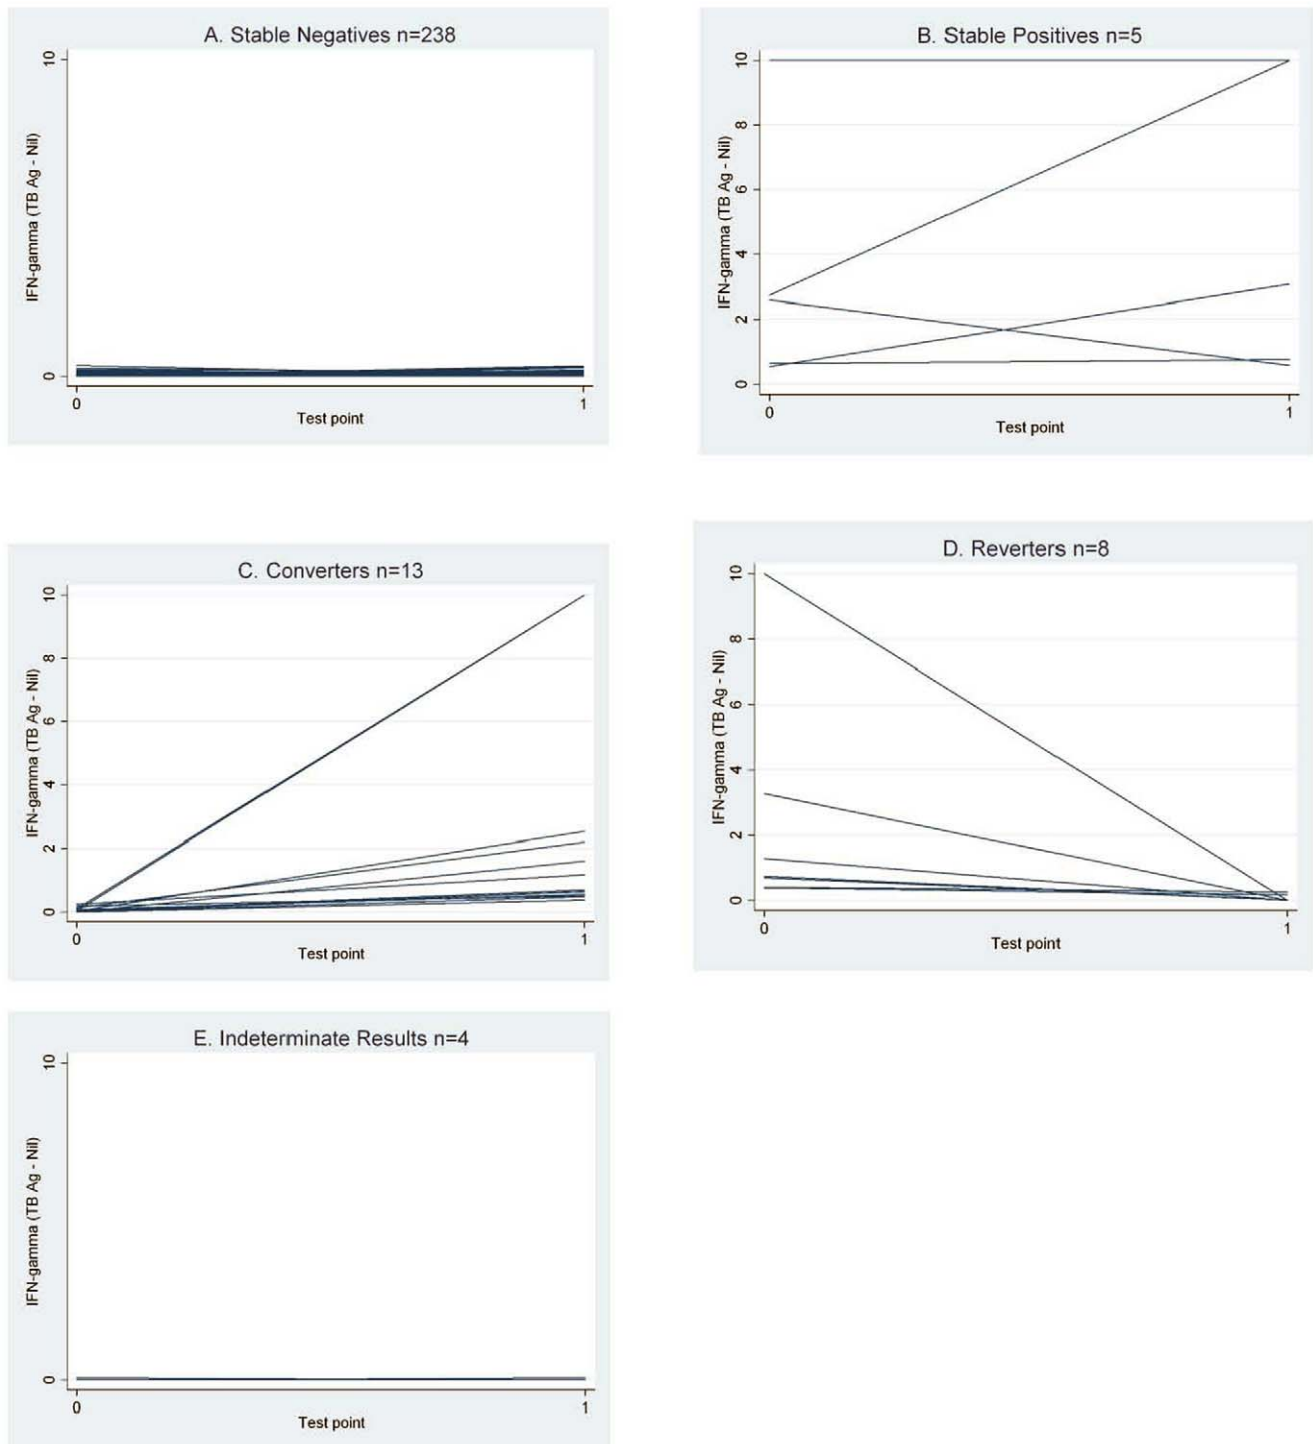 A. Stable Negatives n=238
IFN-gamma (TB Ag - Nil)
10
0
0
1
Test point
B. Stable Positives n=5
IFN-gamma (TB Ag - Nil)
10
8
6
4
2
0
0
1
Test point
C. Converters n=13
IFN-gamma (TB Ag - Nil)
10
8
6
4
2
0
0
1
Test point
D. Reverters n=8
IFN-gamma (TB Ag - Nil)
10
8
6
4
2
0
0
1
Test point
E. Indeterminate Results n=4
IFN-gamma (TB Ag - Nil)
10
0
0
1
Test point